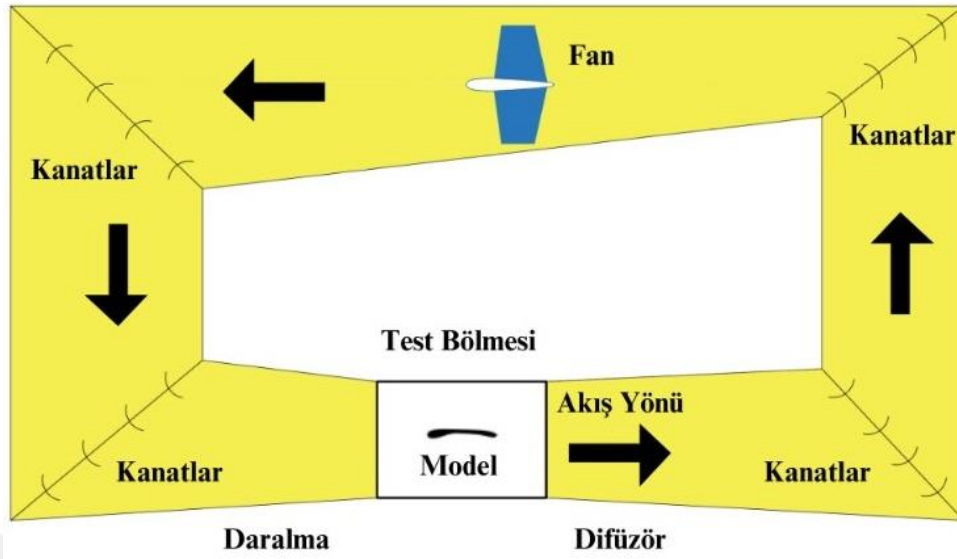 Fan
Kanatlar
Kanatlar
Test Bölmesi
Akış Yönü
Model
Kanatlar
Kanatlar
Daralma
Difüzör